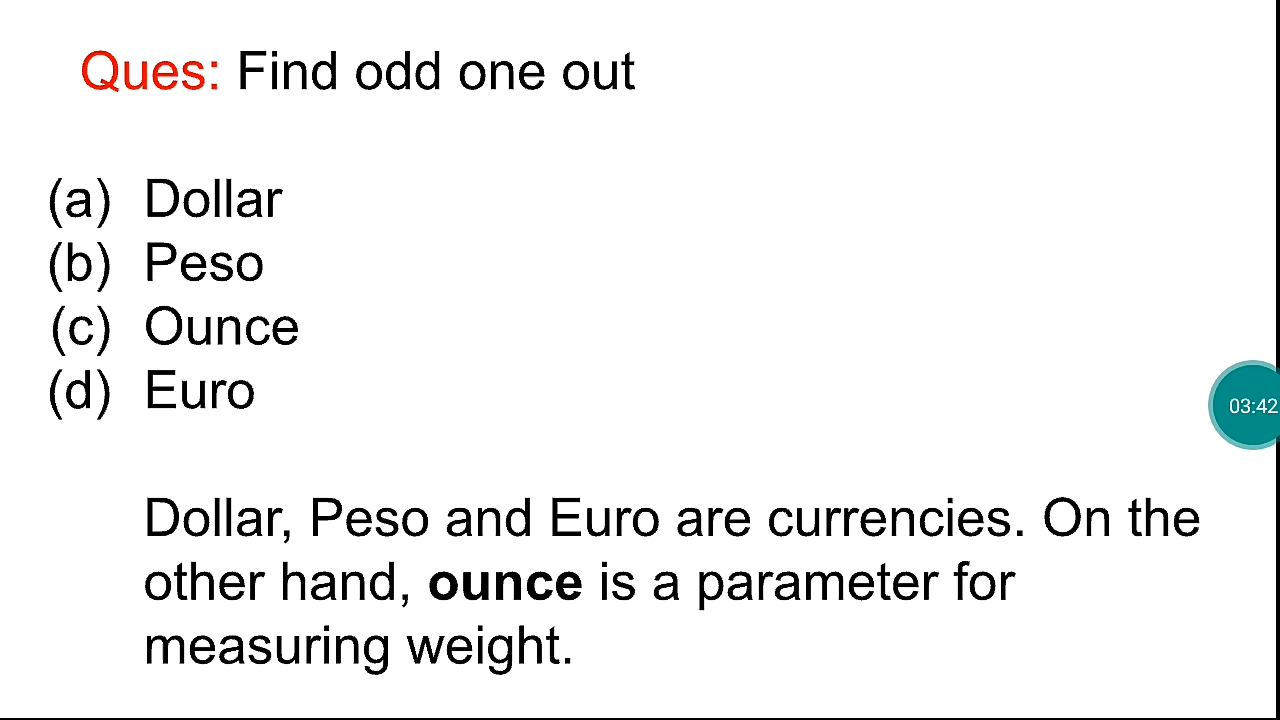 Ques: Find odd one out
(a) Dollar
(b) Peso
(c) Ounce
(d) Euro
03:42
Dollar, Peso and Euro are currencies. On the
other hand, ounce is a parameter for
measuring weight.